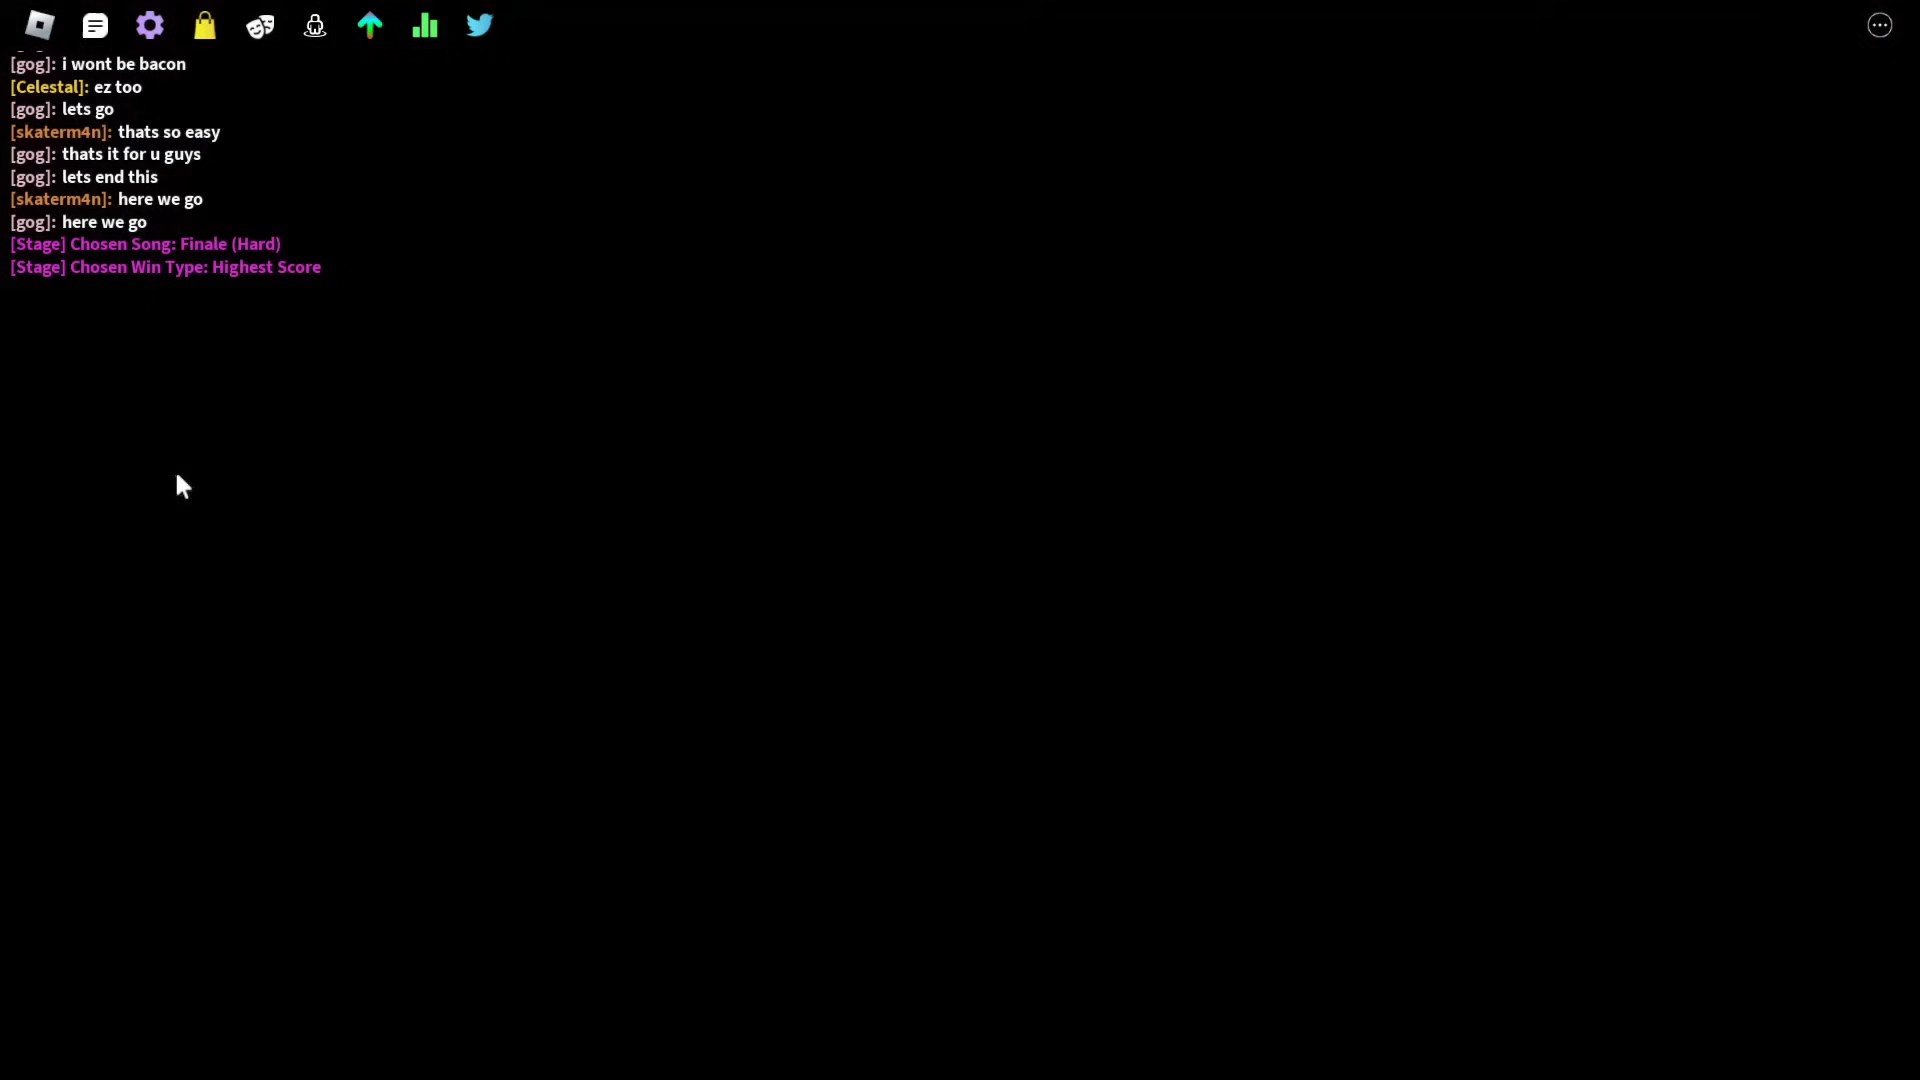 [gog]: i wont be bacon
[Celestal]: ez too
[gog]: lets go
[skaterm4n]: thats so easy
[gog]: thats it for u guys
[gog]: lets end this
[skaterm4n]: here we go
[gog]: here we go
[Stage] Chosen Song: Finale (Hard)
[Stage] Chosen Win Type: Highest Score